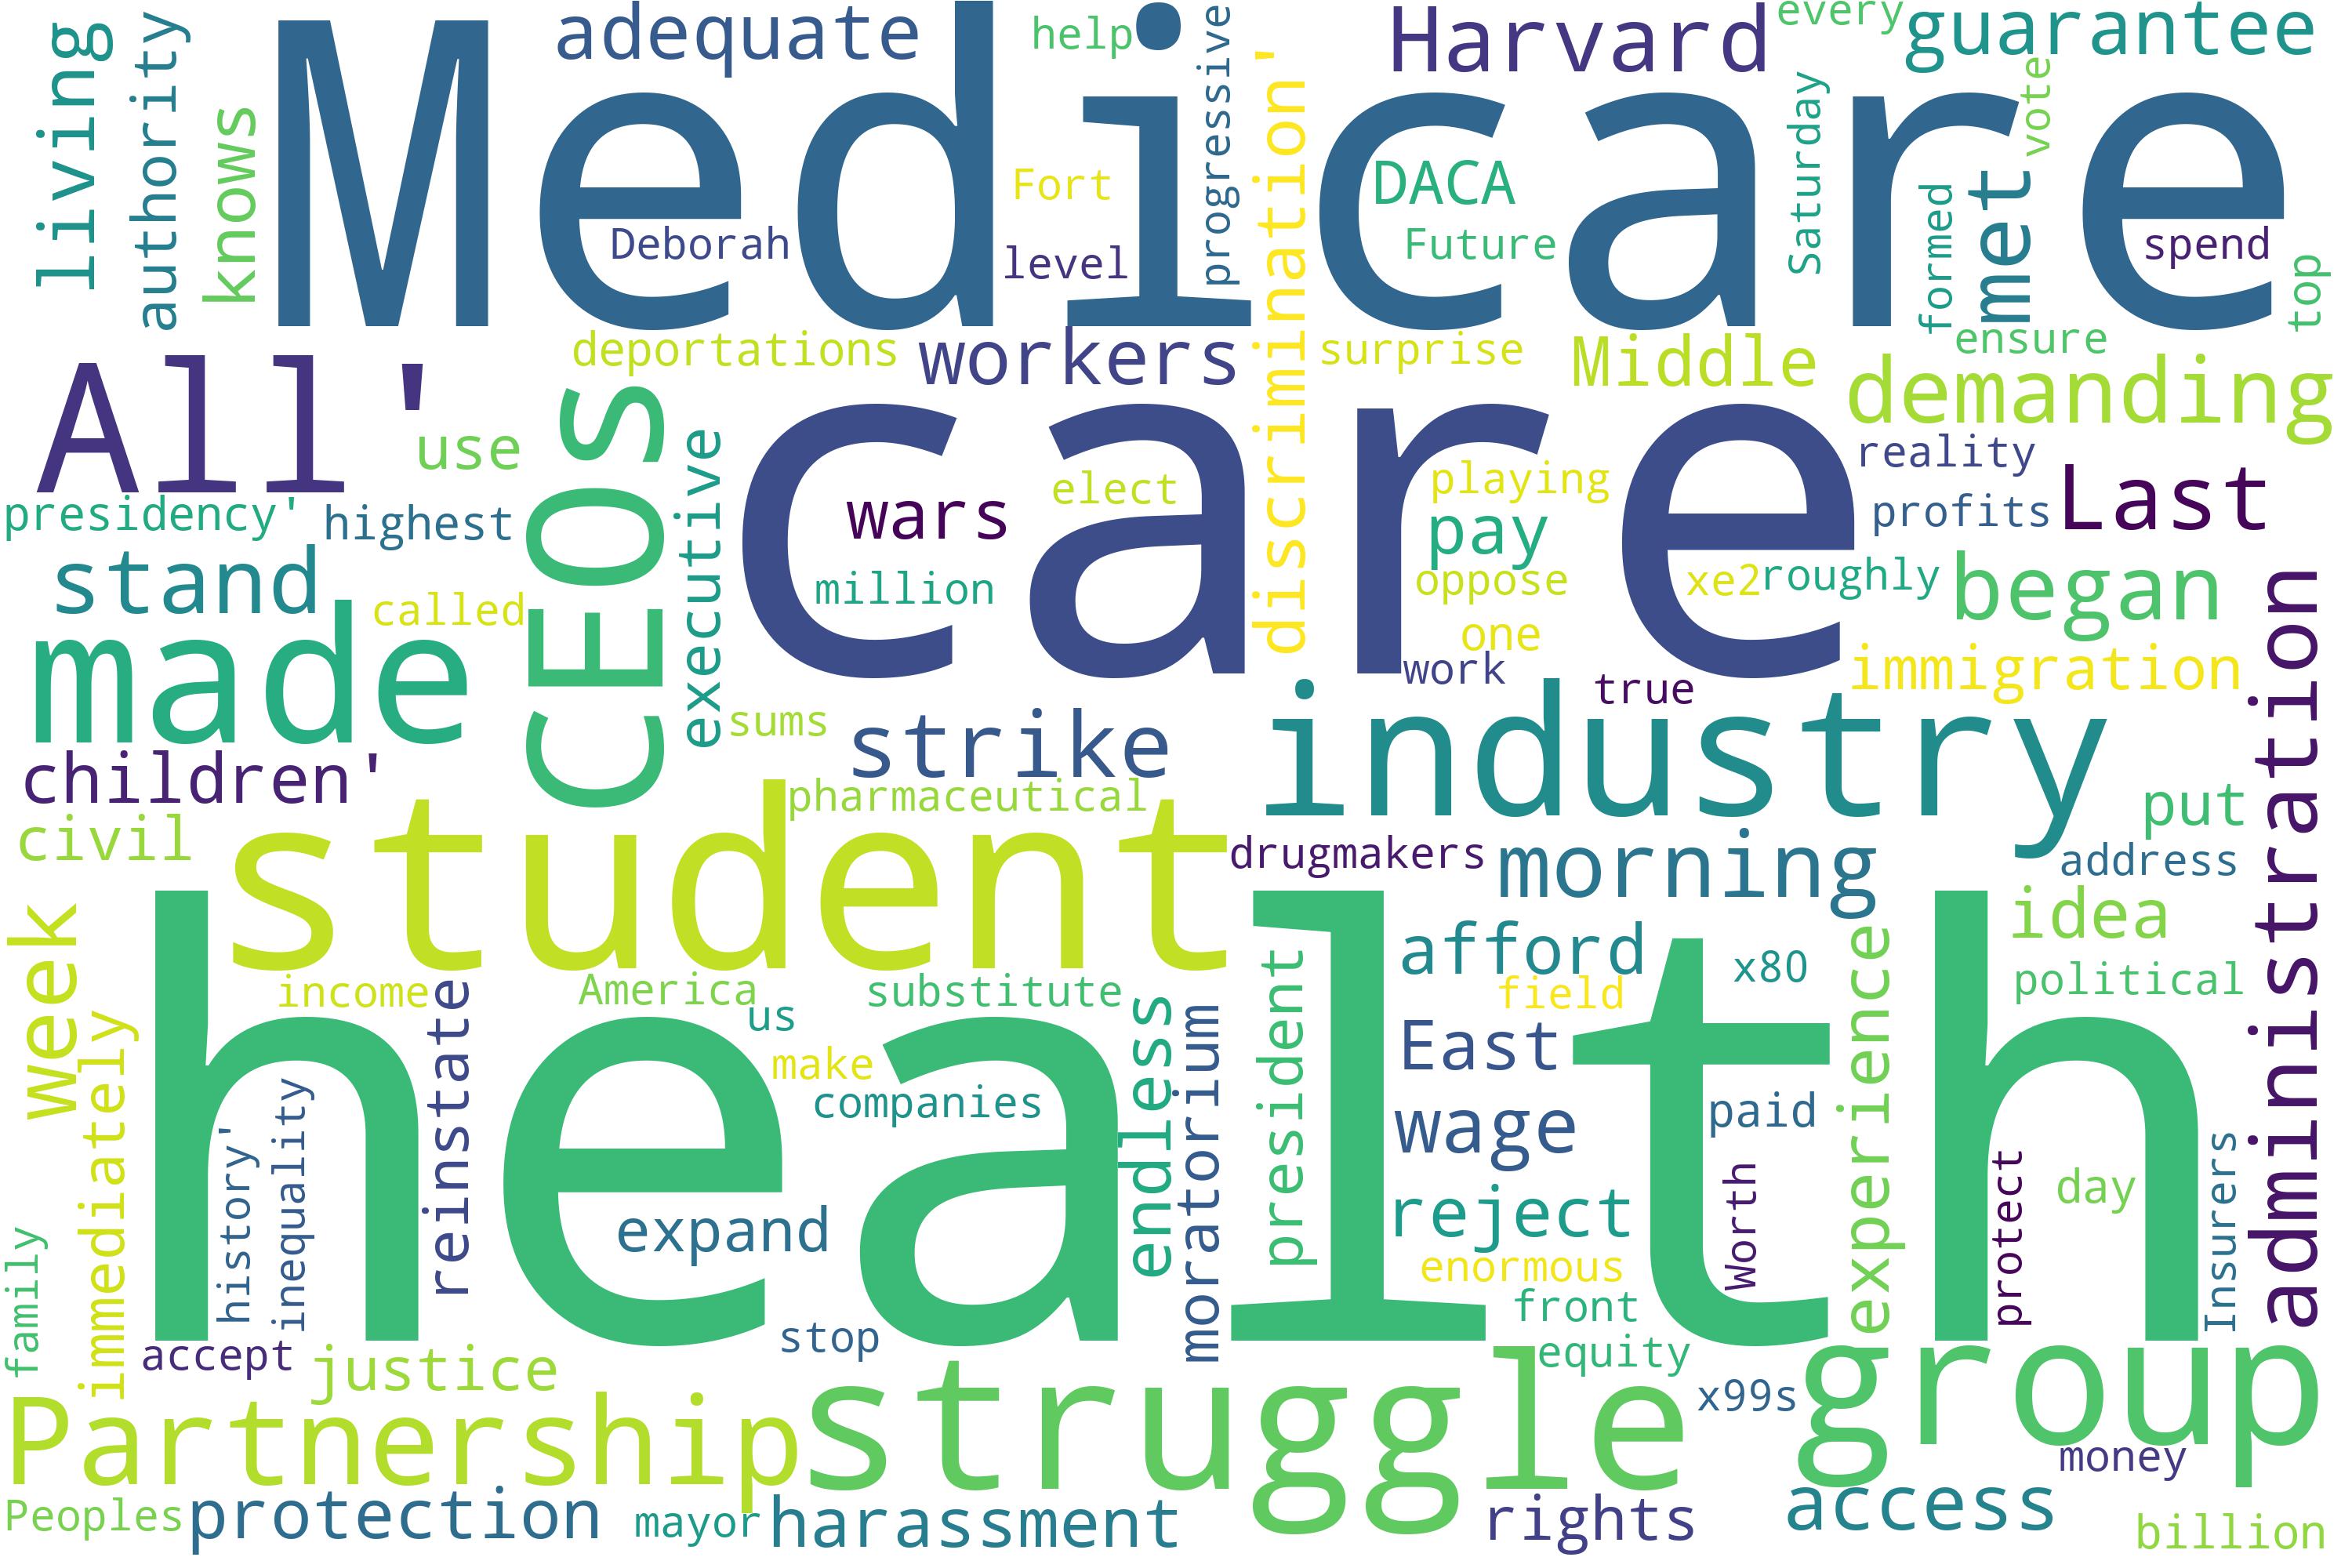 living
authority
knows
Medicare
adequate
help
progressive
discrimination'
Harvard
every
guarantee
vote
Saturday
formed
met
spend
top
Deborah
Fort
level
DACA
Future
ensure
deportations
workers
surprise
Middle
demanding
All'
use
CEOs
executive
care
reality
wars
elect
playing
profits
Last
presidency'
highest
pay
stand
million
oppose
xe2
roughly
began
called
made
one
work
immigration
true
administration
sums
strike
industry
children'
pharmaceutical
put
civil
student
drugmakers
morning
address
week
idea
afford
x80
political
income
America
substitute
field
us
reinstate
endless
moratorium
president
East
experience
immediately
health
make
companies
wage
paid
history'
inequality
expand
reject
Worth
protect
day
Insurers
family
enormous
front
stop
accept
justice
equity
group
Partnership
struggle
x99s
money
Peoples
protection
mayor
harassment
rights
access
billion